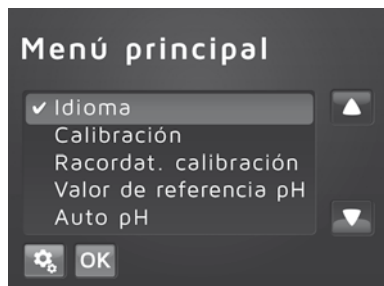 Menú principal
✔ Idioma
Calibración
Racordat. calibración
Valor de referencia pH
Auto pH
OK